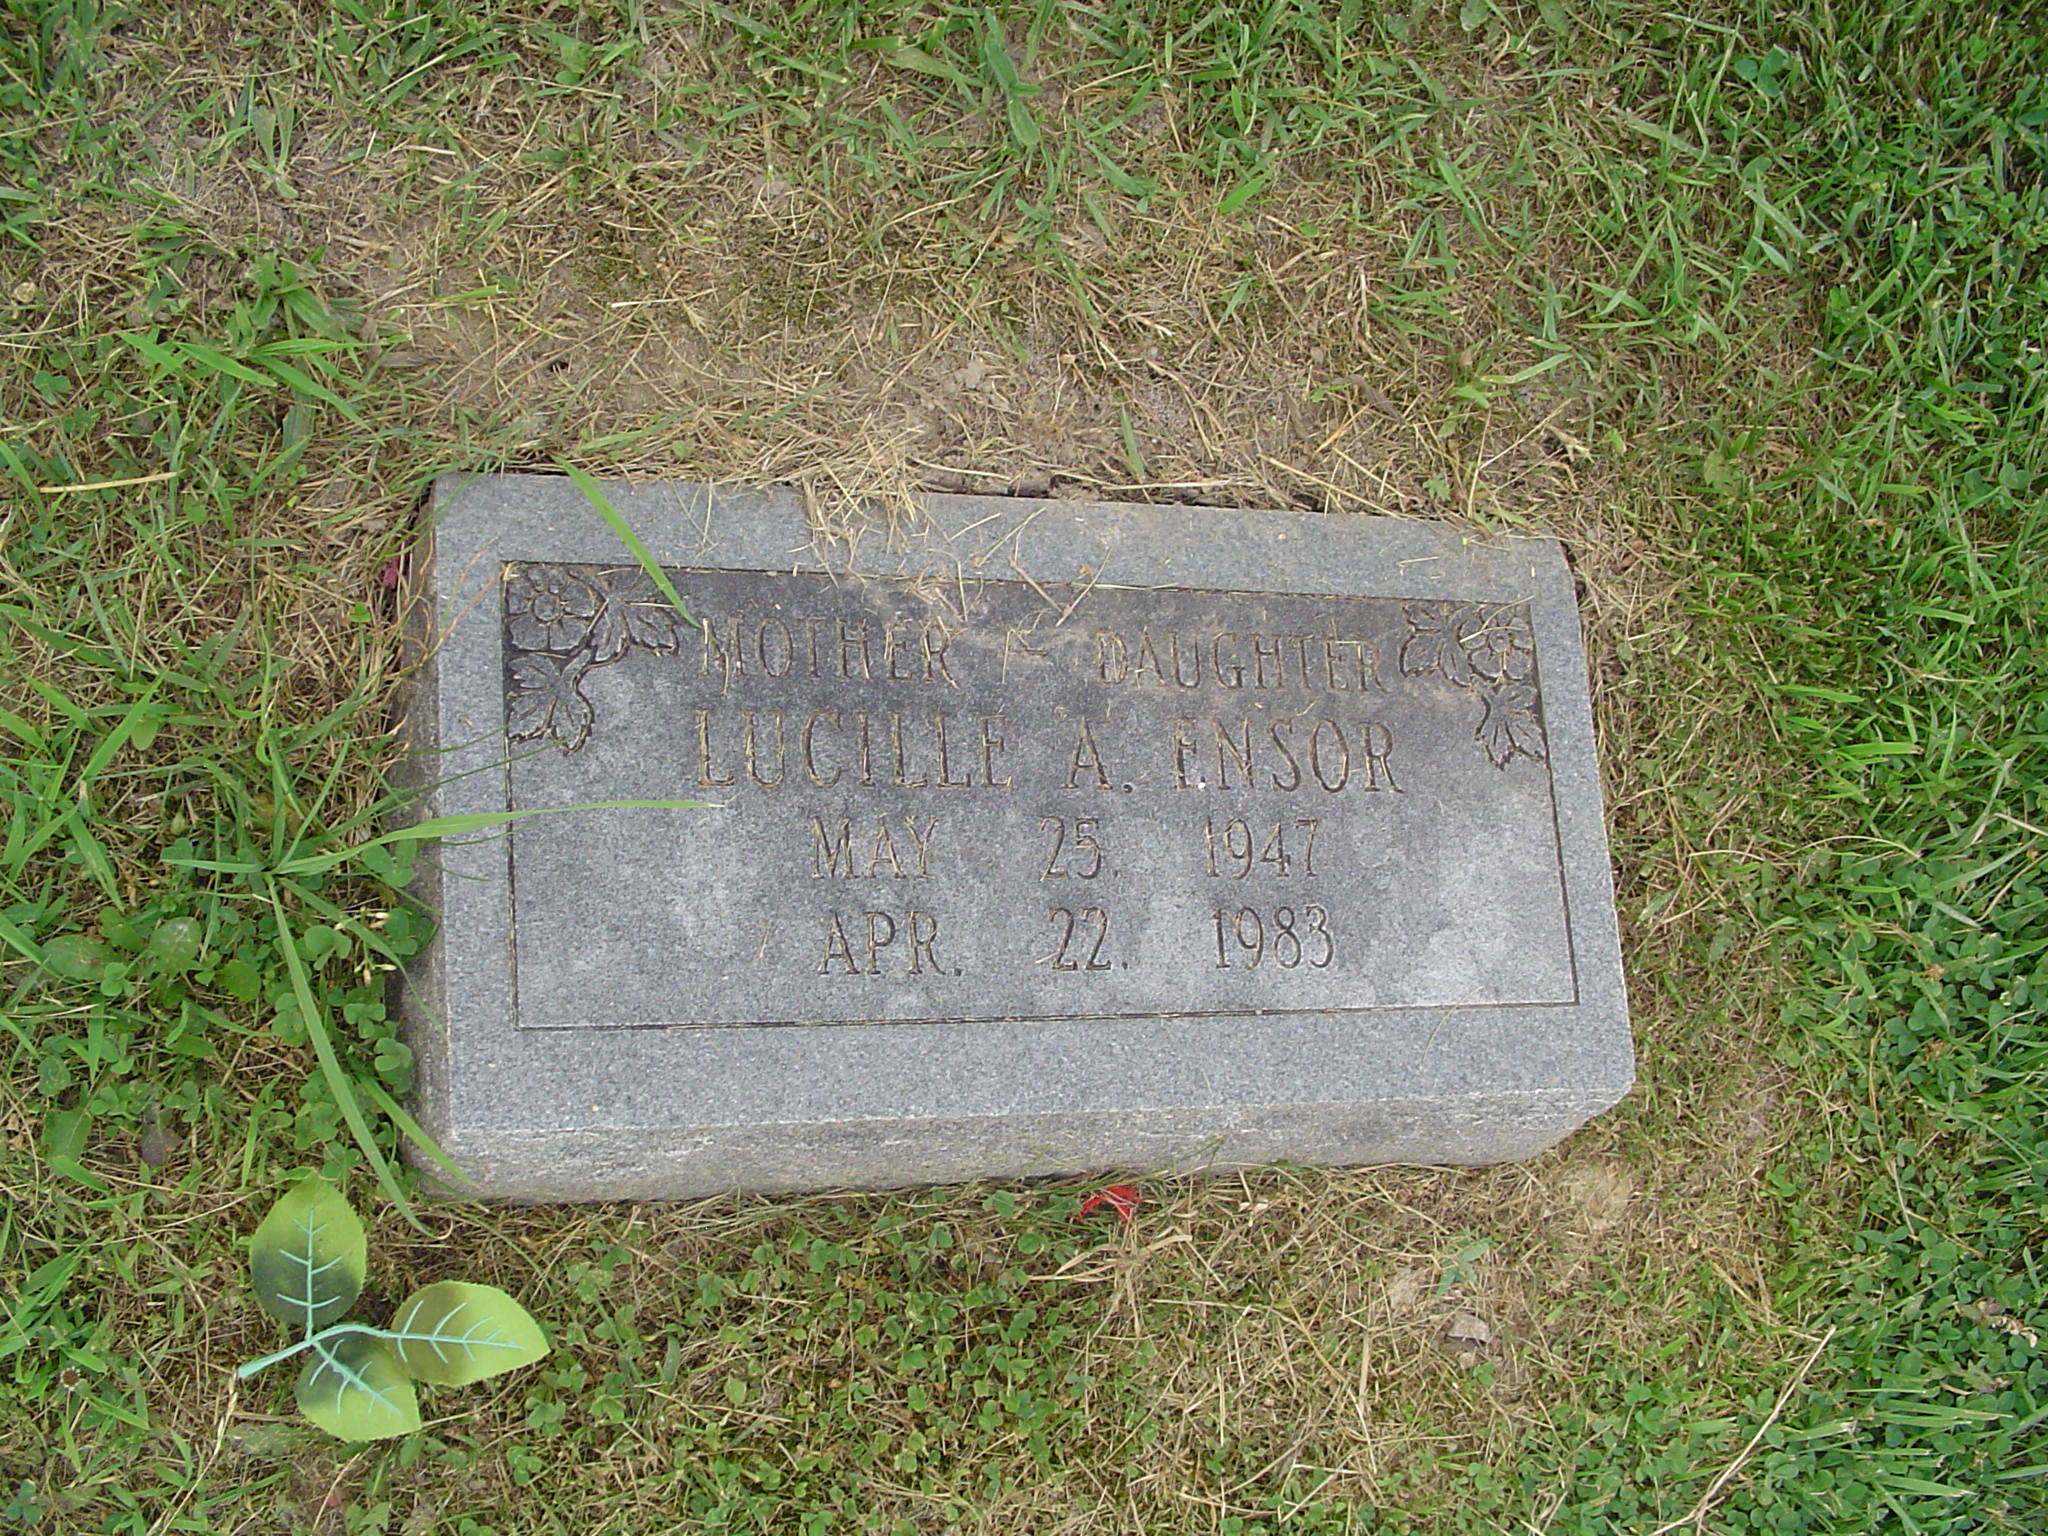 MOTHER - DAUGHTER
LUCILLE A. ENSOR
MAY 25. 1947
APR. 22. 1983